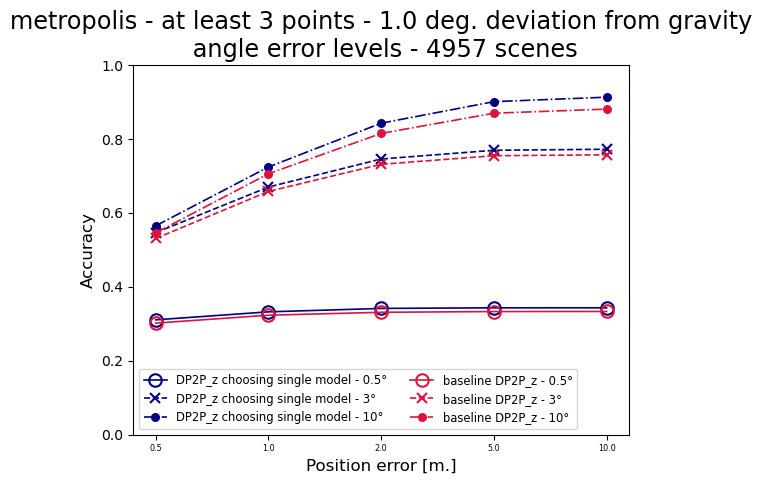 metropolis - at least 3 points - 1.0 deg. deviation from gravity
angle error levels - 4957 scenes
1.0
0.8
0.6
0.4
0.2
0.0
Accuracy
DP2P_z choosing single model - 0.5°
DP2P_z choosing single model - 3°
DP2P_z choosing single model - 10°
baseline DP2P_z - 0.5°
baseline DP2P_z - 3°
baseline DP2P_z - 10°
0.5 1.0 2.0 5.0 10.0
Position error [m.]